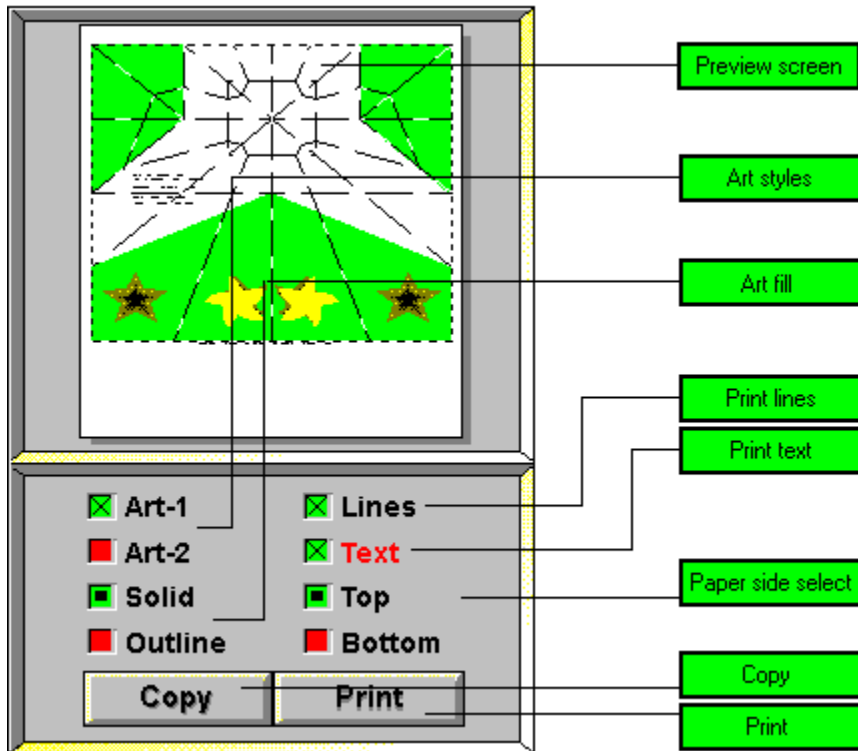 Preview screen
Art styles
Art fill
Print lines
Print text
Art-1
Lines
Art-2
Text
Solid
Top
Paper side select
Outline
Bottom
Copy
Print
Copy
Print